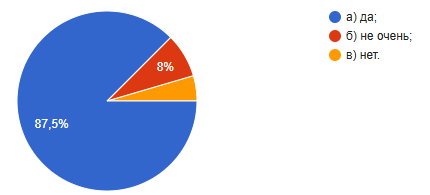 а) да;
б) не очень;
в) нет.
8%
87,5%